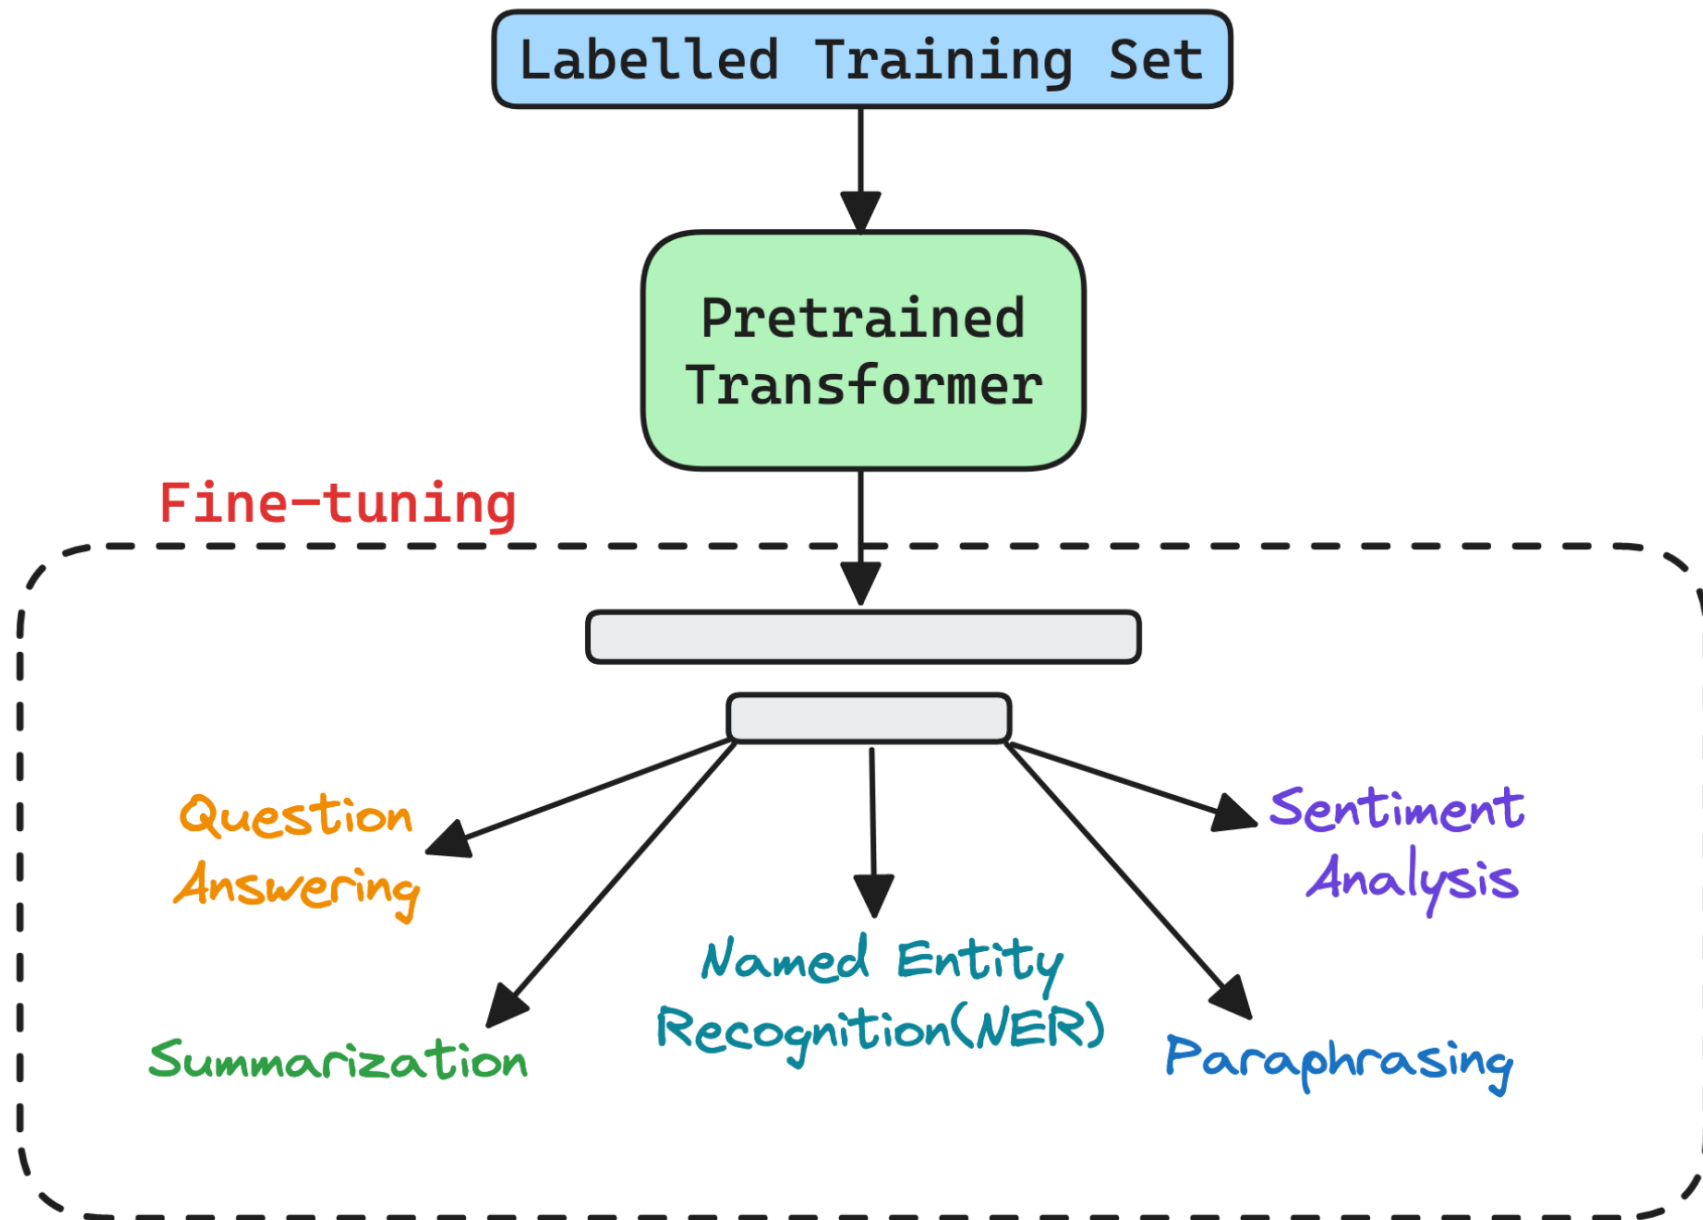 Labelled Training Set
Pretrained
Transformer
Fine-tuning
Question
Answering
Sentiment
Analysis
Named Entity
Recognition(NER)
Summarization
Paraphrasing